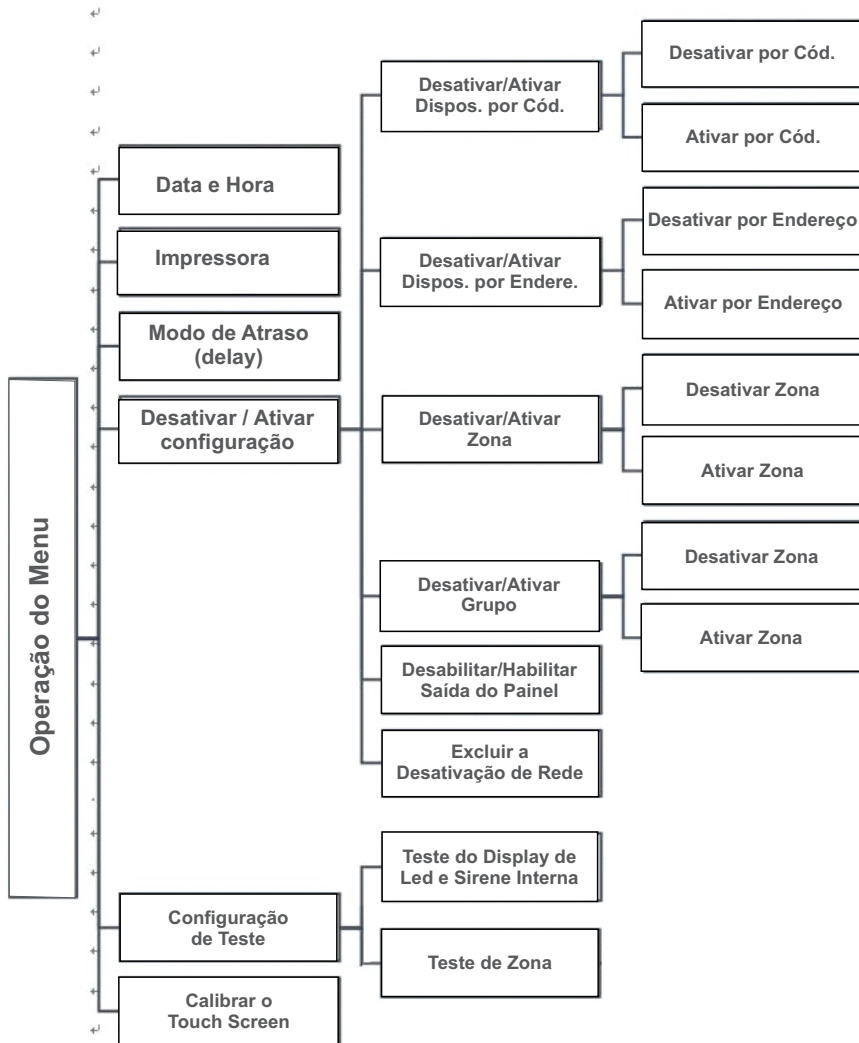 Operação do Menu
Data e Hora
Impressora
Modo de Atraso
(delay)
Desativar / Ativar
configuração
Configuração
de Teste
Calibrar o
Touch Screen
Desativar/Ativar
Dispos. por Cód.
Desativar/Ativar
Dispos. por Endere.
Desativar/Ativar
Zona
Desativar/Ativar
Grupo
Desabilitar/Habilitar
Saída do Painel
Excluir a
Desativação de Rede
Teste do Display de
Led e Sirene Interna
Teste de Zona
Desativar por Cód.
Ativar por Cód.
Desativar por Endereço
Ativar por Endereço
Desativar Zona
Ativar Zona
Desativar Zona
Ativar Zona